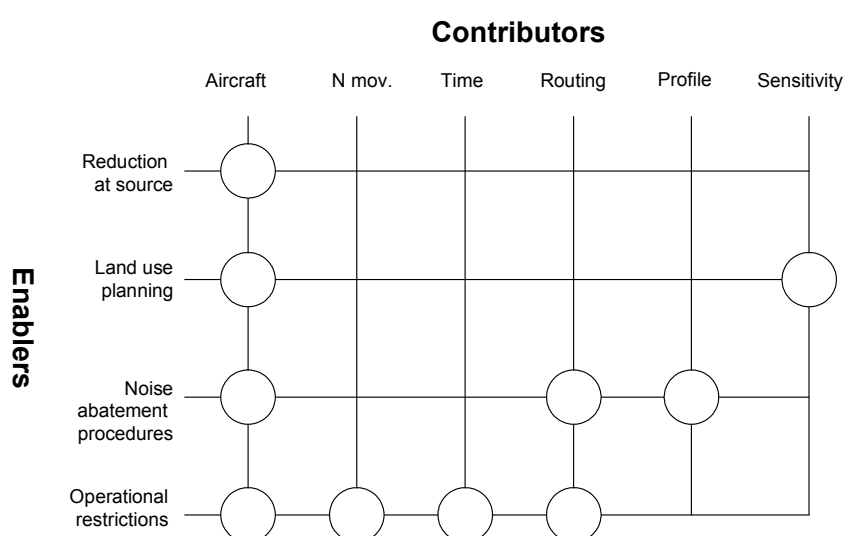 Contributors
Aircraft
N mov.
Time
Routing
Profile
Sensitivity
Enablers
Reduction
at source
Land use
planning
Noise
abatement
procedures
Operational
restrictions